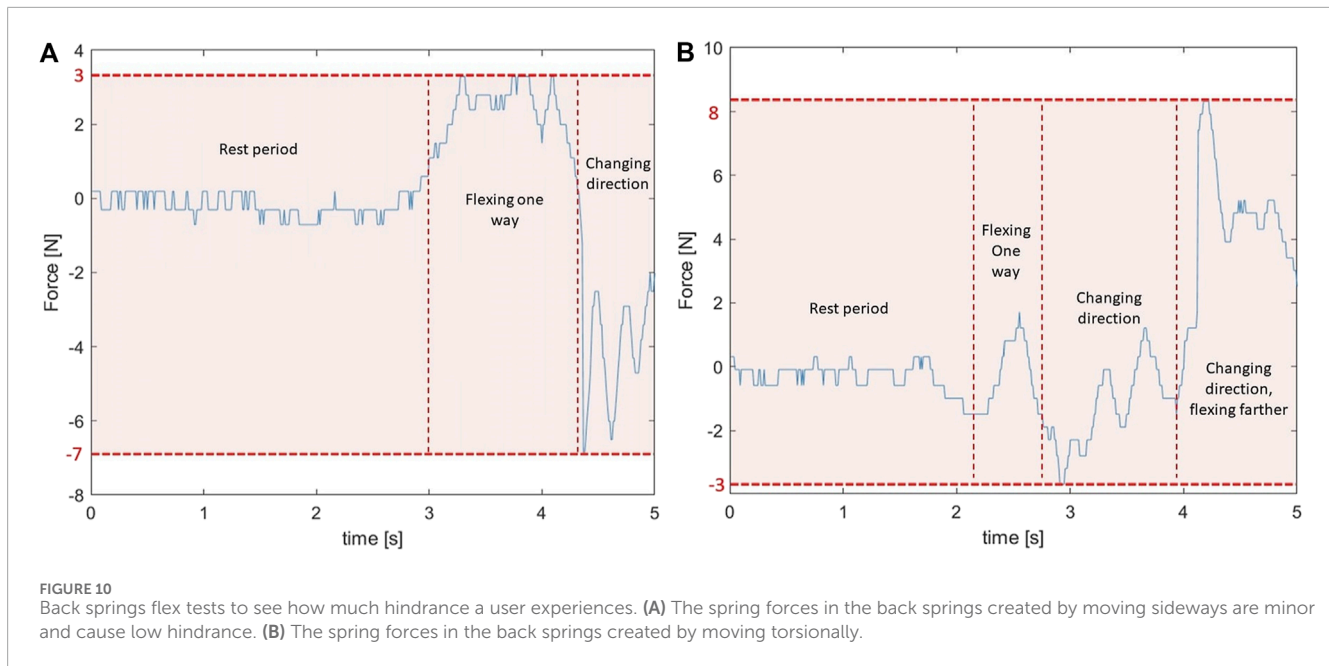 A
4
3
2
0
-2
-4
-6
-7
-8
Force [N]
Rest period
Flexing one
way
Changing
direction
0 1 2 3 4 5
time [s]
B
10
8
6
4
2
0
-2
-3
Force [N]
Rest period
Flexing
One
way
Changing
direction
Changing
direction,
flexing farther
0 1 2 3 4 5
time [s]
FIGURE 10
Back springs flex tests to see how much hindrance a user experiences. (A) The spring forces in the back springs created by moving sideways are minor
and cause low hindrance. (B) The spring forces in the back springs created by moving torsionally.